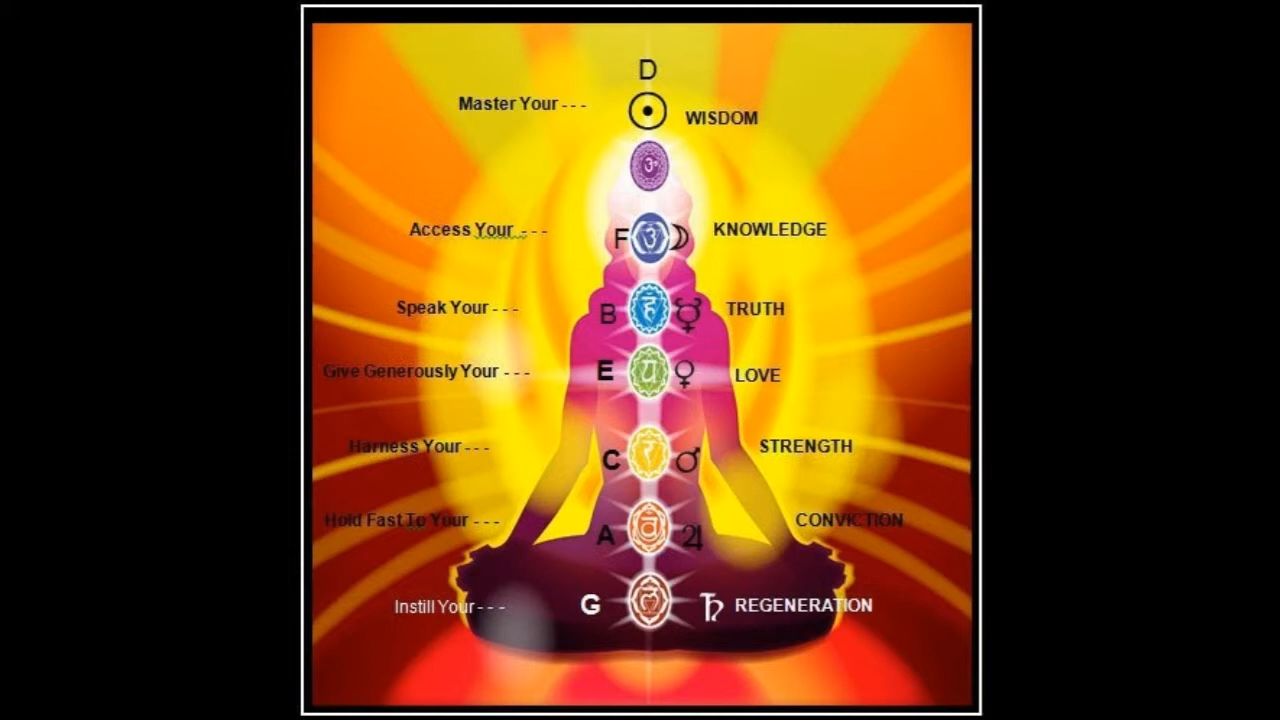 D
Master Your - - - WISDOM
ॐ
Access Your - - - F ॐ KNOWLEDGE
Speak Your - - - B हं TRUTH
Give Generously Your - - - E यं LOVE
Harness Your - - - C रं STRENGTH
Hold Fast To Your - - - A वं CONVICTION
Instill Your - - - G लं REGENERATION